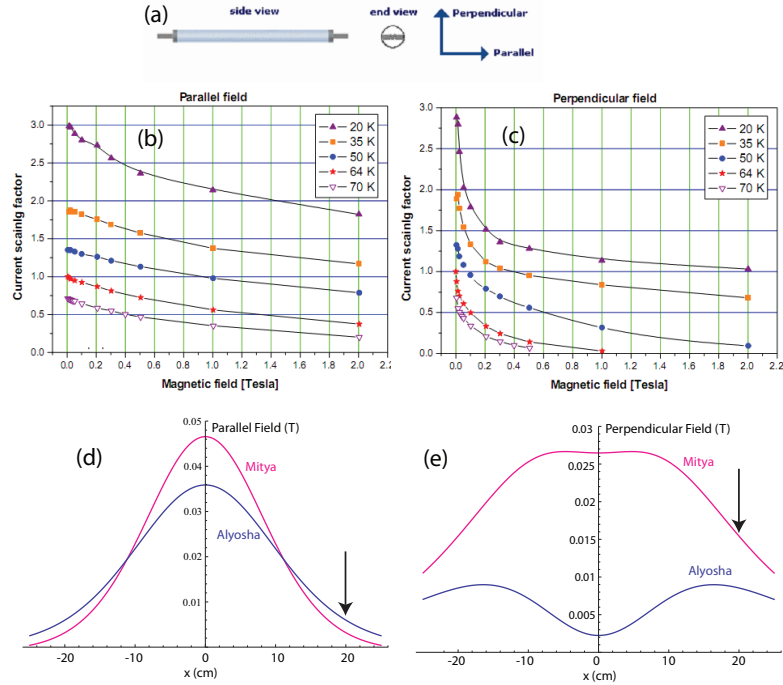 (a)
side view
end view
Perpendicular
Parallel
Parallel field
(b)
20 K
35 K
50 K
64 K
70 K
Current scainlg factor
3.0
2.5
2.0
1.5
1.0
0.5
0.0
0.0 0.2 0.4 0.6 0.8 1.0 1.2 1.4 1.6 1.8 2.0 2.2
Magnetic field [Tesla]
Perpendicular field
(c)
20 K
35 K
50 K
64 K
70 K
Current scaling factor
3.0
2.5
2.0
1.5
1.0
0.5
0.0
0.0 0.2 0.4 0.6 0.8 1.0 1.2 1.4 1.6 1.8 2.0 2.2
Magnetic field [Tesla]
(d)
Parallel Field (T)
Mitya
Alyosha
0.05
0.04
0.03
0.02
0.01
-20 -10 0 10 20
x (cm)
(e)
Perpendicular Field (T)
Mitya
Alyosha
0.03
0.025
0.02
0.015
0.01
0.005
-20 -10 0 10 20
x (cm)